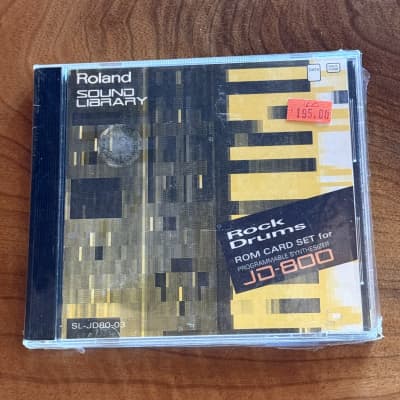 Roland
SOUND
LIBRARY
195.00
Rock
Drums
ROM CARD SET for
PROGRAMMABLE SYNTHESIZER
JD-800
SL-JD80-03